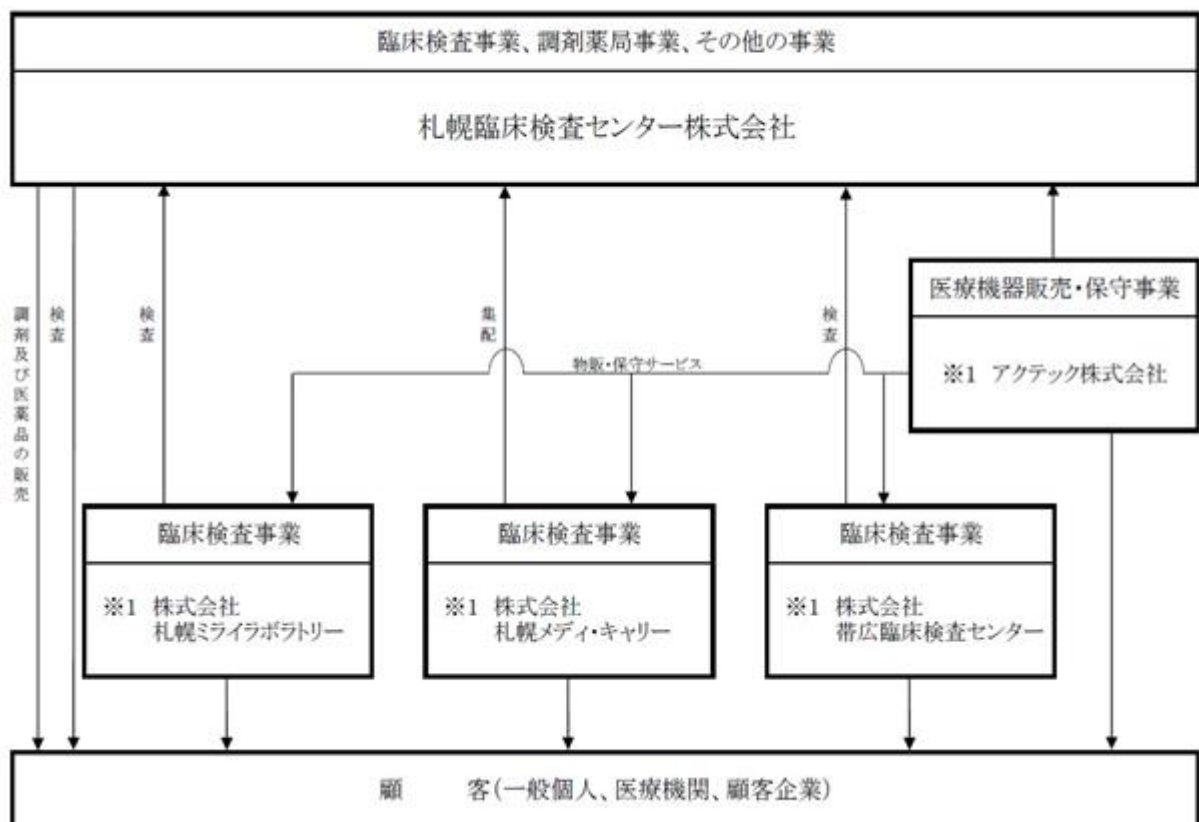 臨床検査事業、調剤薬局事業、その他の事業
札幌臨床検査センター株式会社
調剤及び医薬品の販売
検査
検査
集配
検査
物販・保守サービス
医療機器販売・保守事業
※1 アクテック株式会社
臨床検査事業
※1 株式会社
札幌ミライラボラトリー
臨床検査事業
※1 株式会社
札幌メディ・キャリー
臨床検査事業
※1 株式会社
帯広臨床検査センター
顧 客(一般個人、医療機関、顧客企業)